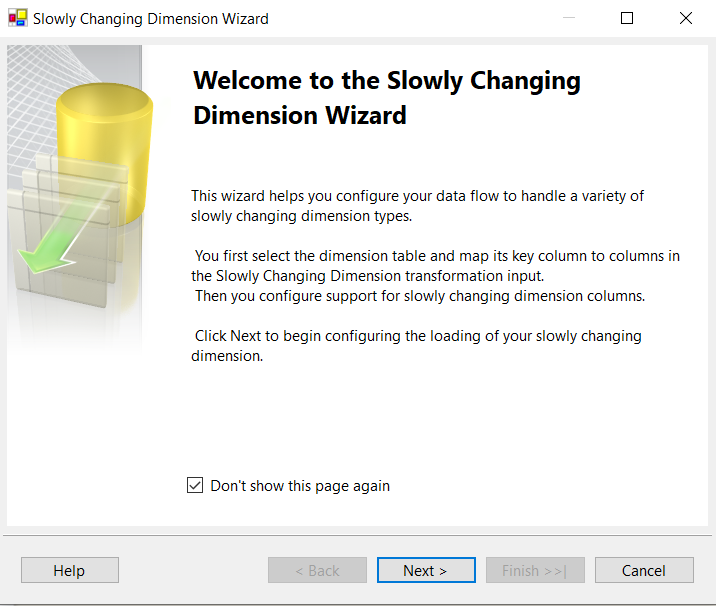 Slowly Changing Dimension Wizard
Welcome to the Slowly Changing
Dimension Wizard
This wizard helps you configure your data flow to handle a variety of
slowly changing dimension types.
You first select the dimension table and map its key column to columns in
the Slowly Changing Dimension transformation input.
Then you configure support for slowly changing dimension columns.
Click Next to begin configuring the loading of your slowly changing
dimension.
Don't show this page again
Help
< Back
Next >
Finish >>|
Cancel